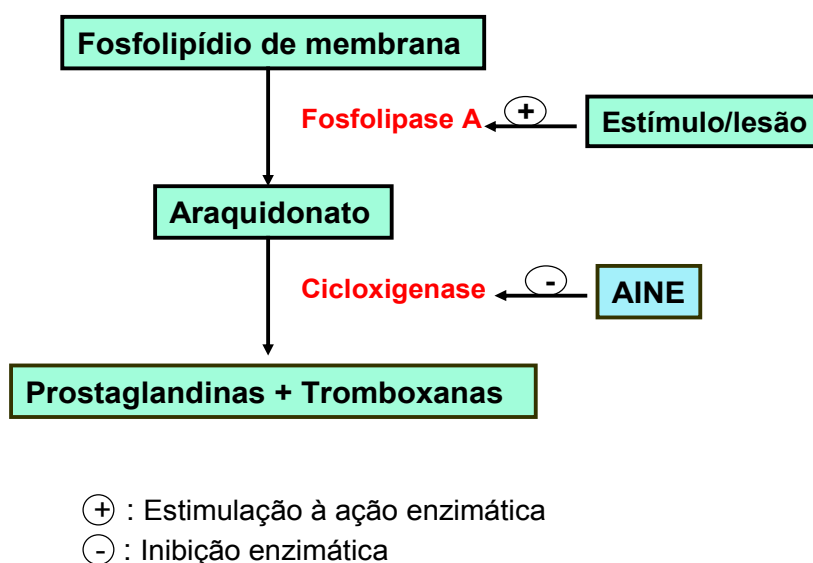 Fosfolipídio de membrana
Fosfolipase A
+
Estímulo/lesão
Araquidonato
Cicloxigenase
-
AINE
Prostaglandinas + Tromboxanas
+ : Estimulação à ação enzimática
- : Inibição enzimática